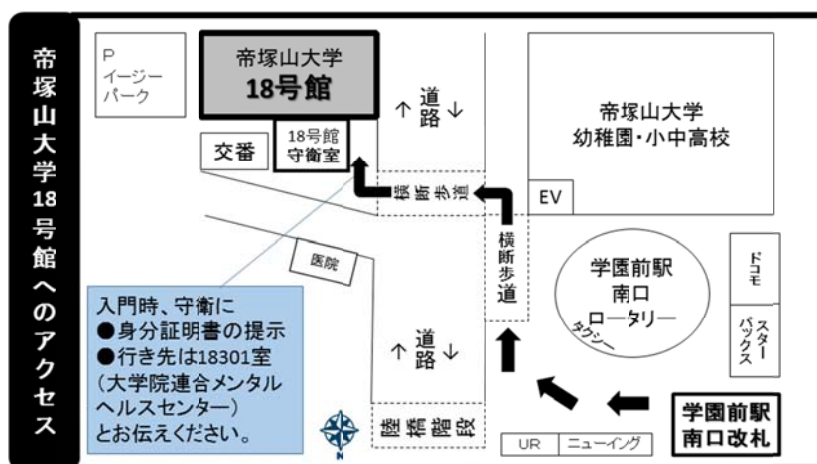 帝塚山大学18号館へのアクセス
P
イージー
パーク
帝塚山大学
18号館
交番
18号館
守衛室
↑道路↓
帝塚山大学
幼稚園・小中高校
EV
横断歩道
横断歩道
医院
学園前駅
南口
ロータリー
タクシー
ドコモ
スター
バックス
入門時、守衛に
●身分証明書の提示
●行き先は18301室
（大学院連合メンタル
ヘルスセンター）
とお伝えください。
↑道路↓
陸橋階段
N
UR
ニューイング
学園前駅
南口改札